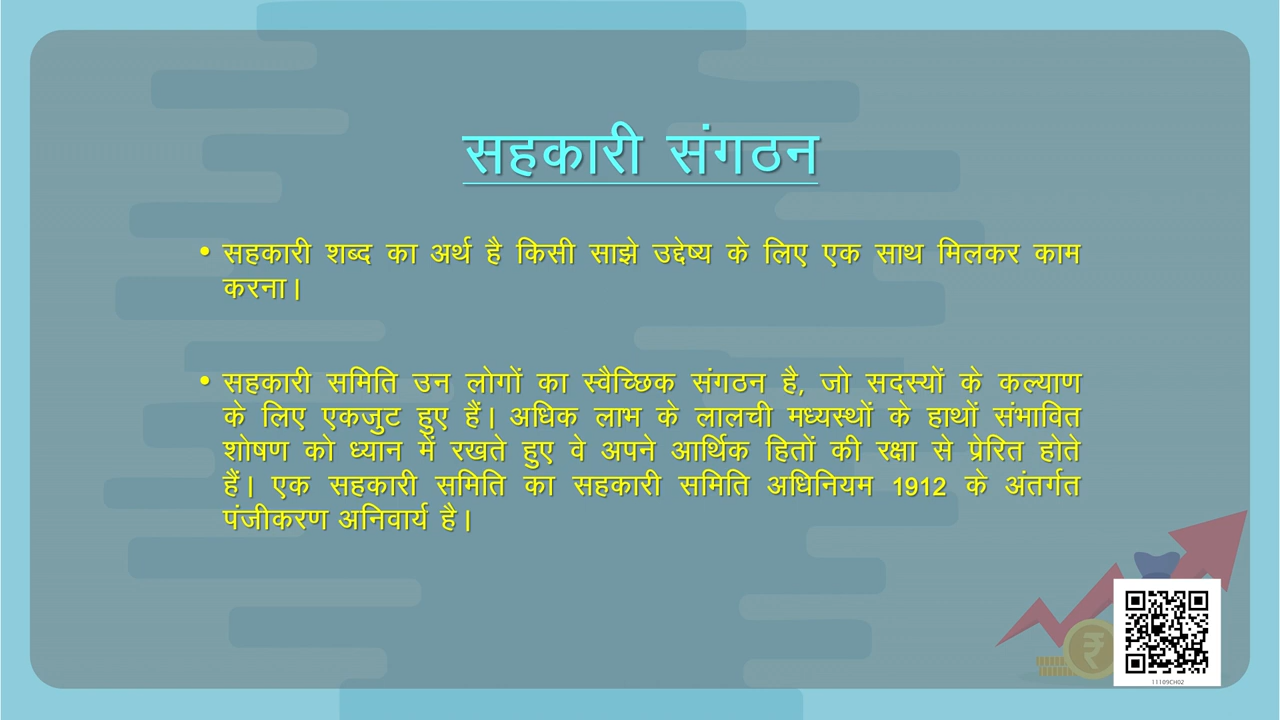 सहकारी संगठन
• सहकारी शब्द का अर्थ है किसी साझे उद्देष्य के लिए एक साथ मिलकर काम
करना।
• सहकारी समिति उन लोगों का स्वैच्छिक संगठन है, जो सदस्यों के कल्याण
के लिए एकजुट हुए हैं। अधिक लाभ के लालची मध्यस्थों के हाथों संभावित
शोषण को ध्यान में रखते हुए वे अपने आर्थिक हितों की रक्षा से प्रेरित होते
हैं। एक सहकारी समिति का सहकारी समिति अधिनियम 1912 के अंतर्गत
पंजीकरण अनिवार्य है।
₹
11109CH02